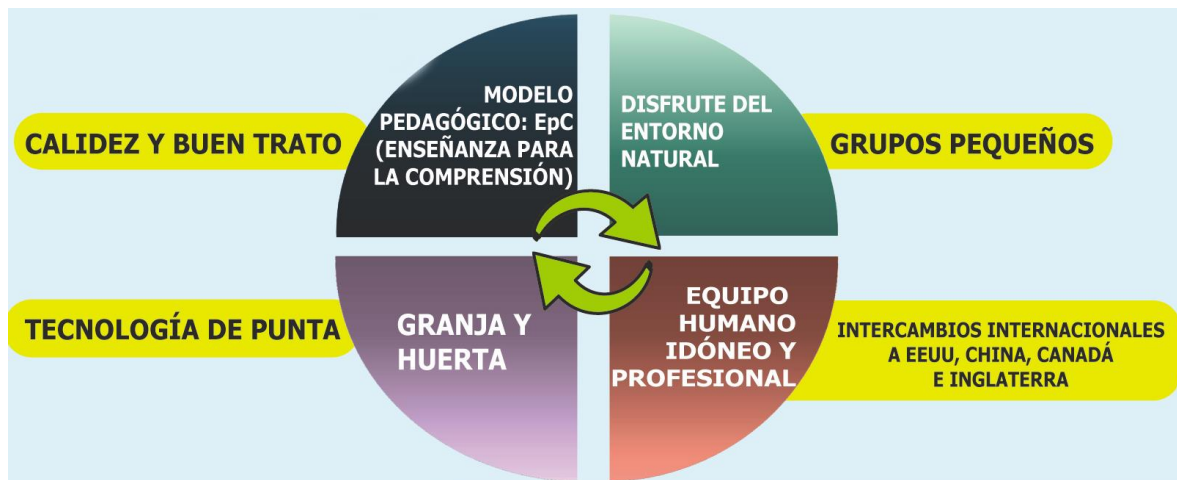 MODELO
PEDAGÓGICO: EpC
(ENSEÑANZA PARA
LA COMPRENSIÓN)
DISFRUTE DEL
ENTORNO
NATURAL
CALIDEZ Y BUEN TRATO
GRUPOS PEQUEÑOS
TECNOLOGÍA DE PUNTA
GRANJA Y
HUERTA
EQUIPO
HUMANO
IDÓNEO Y
PROFESIONAL
INTERCAMBIOS INTERNACIONALES
A EEUU, CHINA, CANADÁ
E INGLATERRA